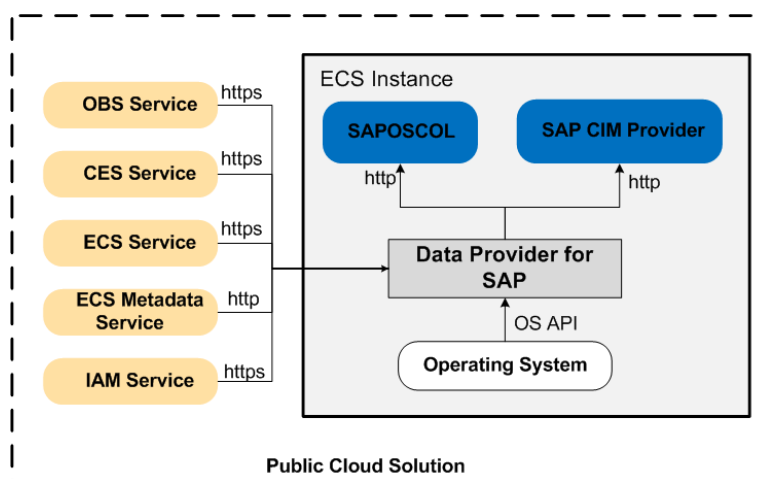 https
OBS Service
https
CES Service
https
ECS Service
http
ECS Metadata
Service
https
IAM Service
ECS Instance
SAPOSCOL
SAP CIM Provider
http
http
Data Provider for
SAP
OS API
Operating System
Public Cloud Solution